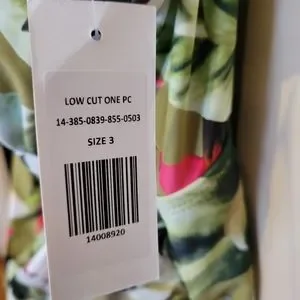 LOW CUT ONE PC
14-385-0839-855-0503
SIZE 3
14008920